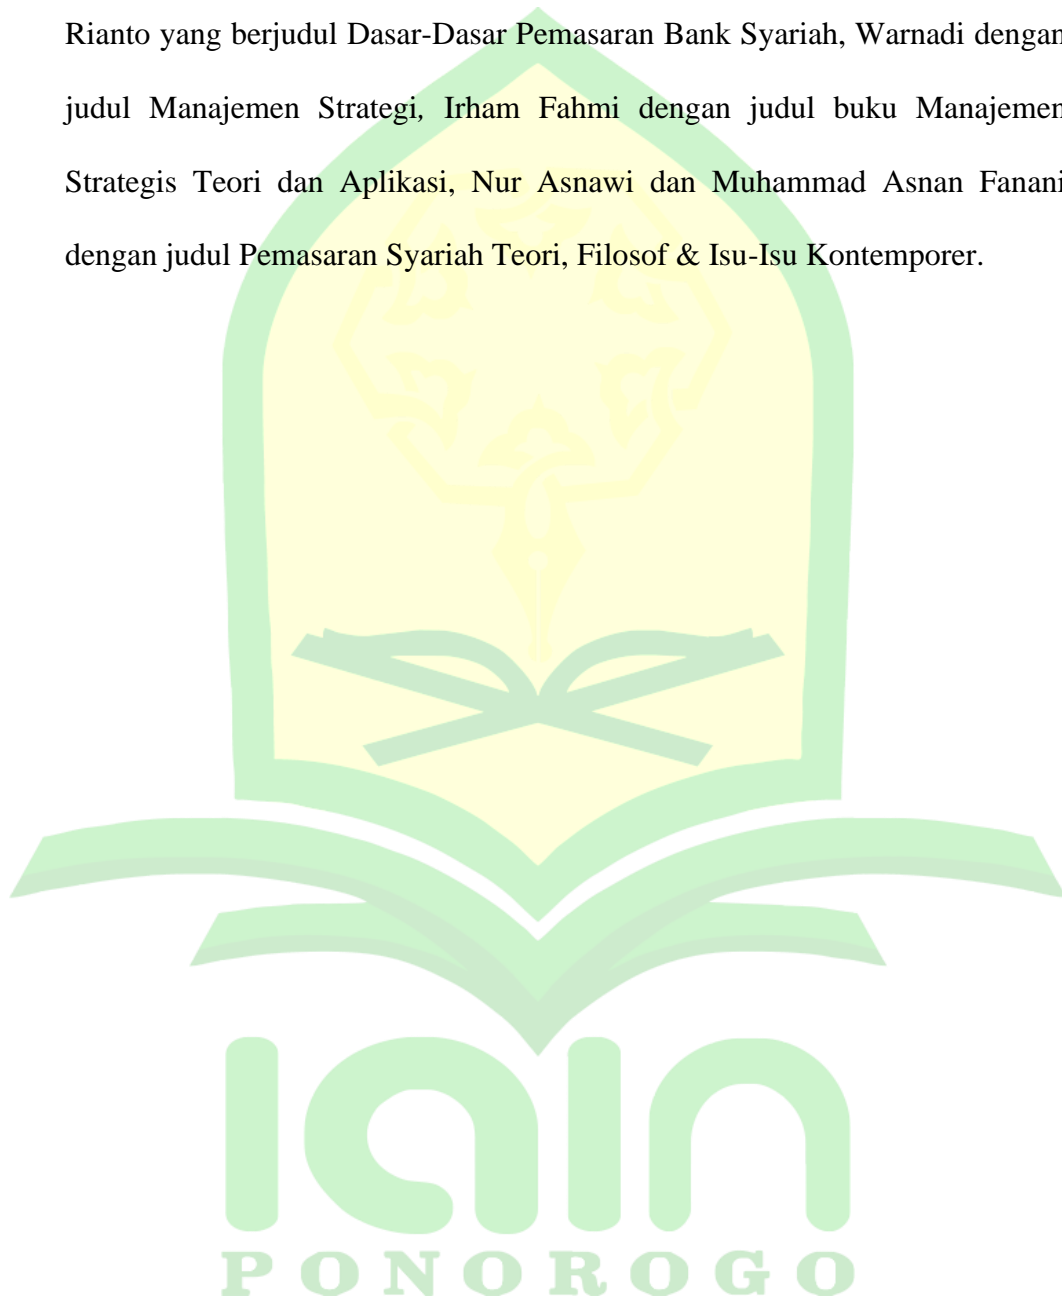 Rianto yang berjudul Dasar-Dasar Pemasaran Bank Syariah, Warnadi dengan
judul Manajemen Strategi, Irham Fahmi dengan judul buku Manajemen
Strategis Teori dan Aplikasi, Nur Asnawi dan Muhammad Asnan Fanani
dengan judul Pemasaran Syariah Teori, Filosof & Isu-Isu Kontemporer.
iain
PONOROGO